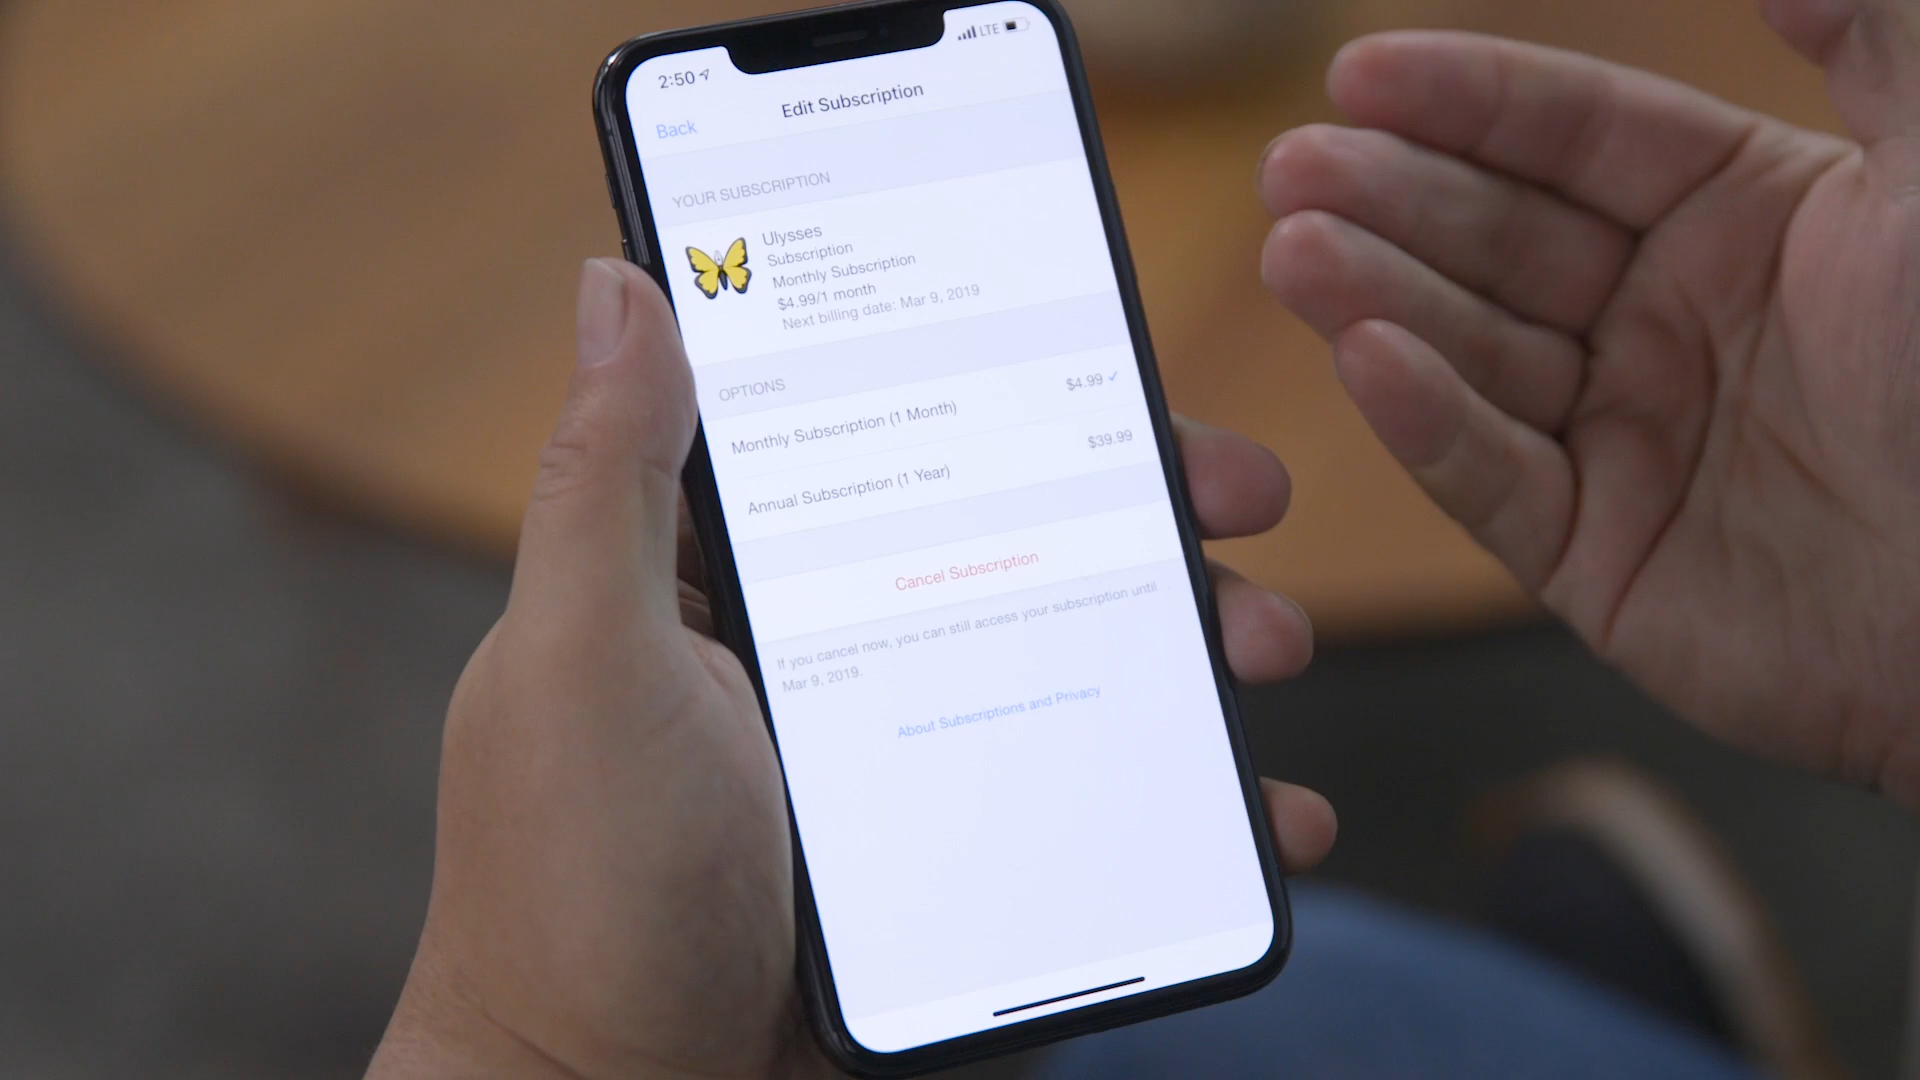 2:50
LTE
Edit Subscription
Back
YOUR SUBSCRIPTION
Ulysses
Subscription
Monthly Subscription
$4.99/1 month
Next billing date: Mar 9, 2019
OPTIONS
Monthly Subscription (1 Month) $4.99
Annual Subscription (1 Year) $39.99
Cancel Subscription
If you cancel now, you can still access your subscription until
Mar 9, 2019.
About Subscriptions and Privacy